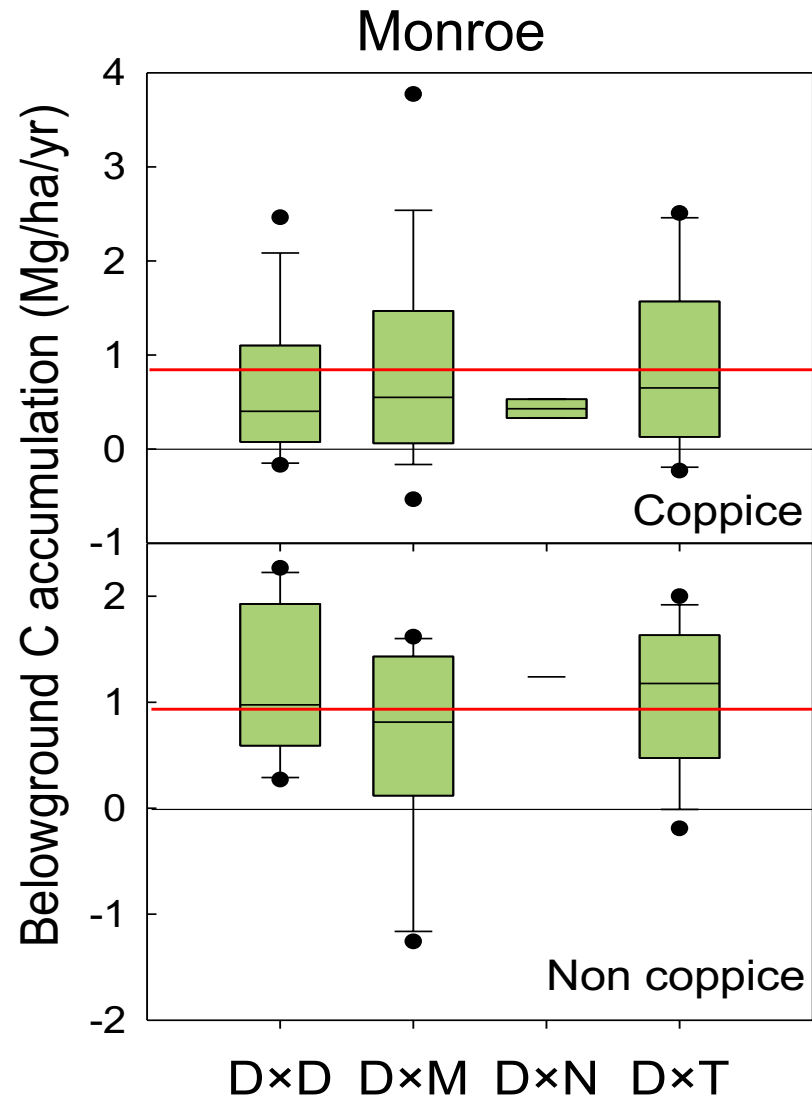 Monroe
Belowground C accumulation (Mg/ha/yr)
4
3
2
1
0
-1
Coppice
2
1
0
-1
-2
Non coppice
D×D D×M D×N D×T